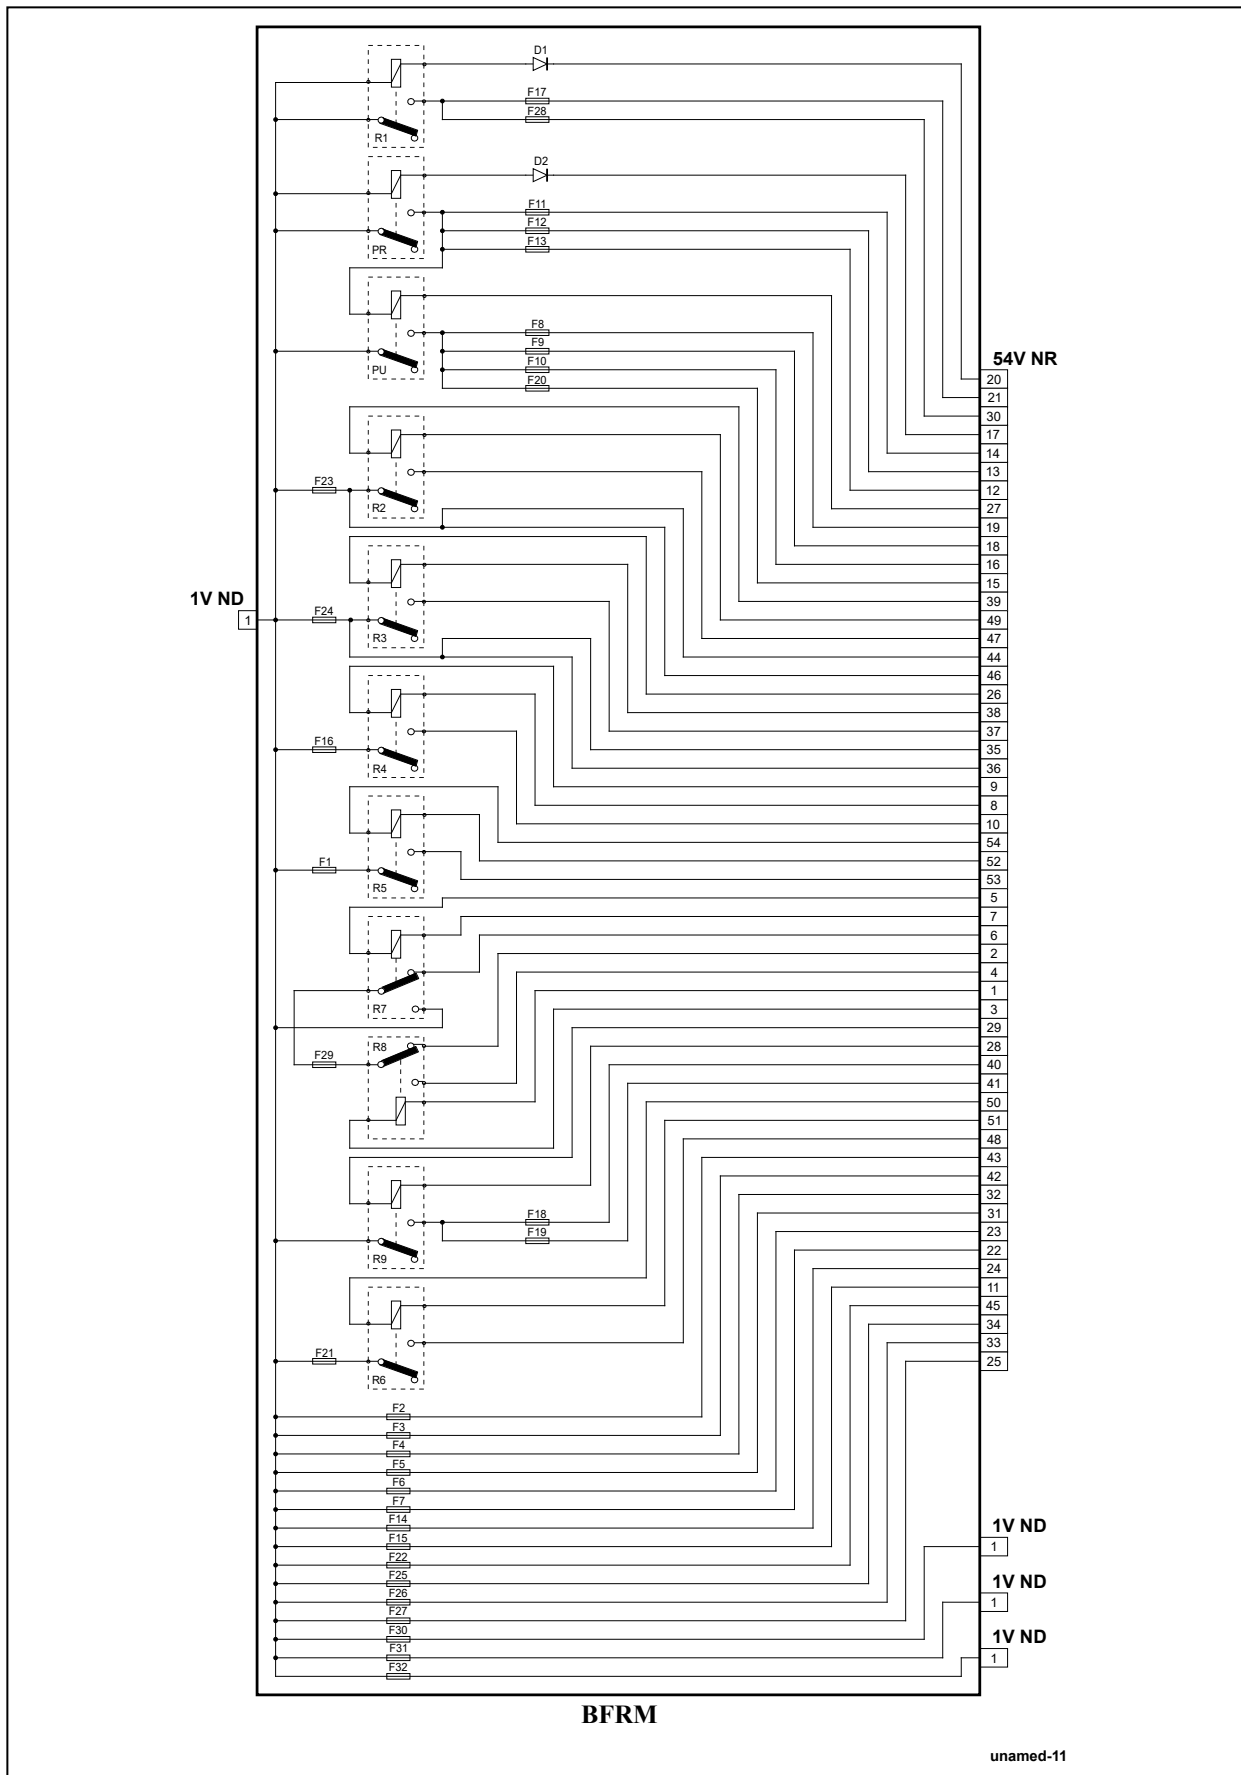 D1
F17
F28
R1
D2
F11
F12
F13
PR
F8
F9
F10
F20
PU
54V NR
20
21
30
17
14
13
12
27
19
18
16
15
39
49
47
44
46
26
38
37
35
36
9
8
10
54
52
53
5
7
6
2
4
1
3
29
28
40
41
50
51
48
43
42
32
31
23
22
24
11
45
34
33
25
F23
R2
1V ND
1
F24
R3
F16
R4
F1
R5
R7
R8
F29
F18
F19
R9
F21
R6
F2
F3
F4
F5
F6
F7
F14
F15
F22
F25
F26
F27
F30
F31
F32
1V ND
1
1V ND
1
1V ND
1
BFRM
unamed-11